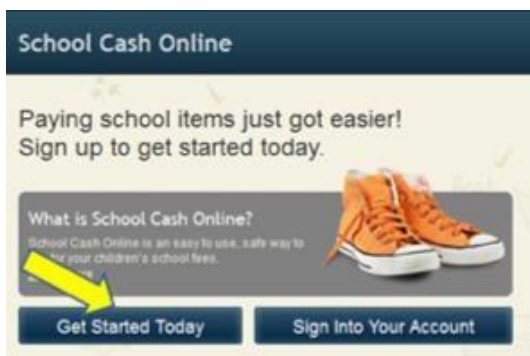 School Cash Online
Paying school items just got easier!
Sign up to get started today.
What is School Cash Online?
School Cash Online is an easy to use, safe way to
for your children's school fees.
Get Started Today
Sign Into Your Account